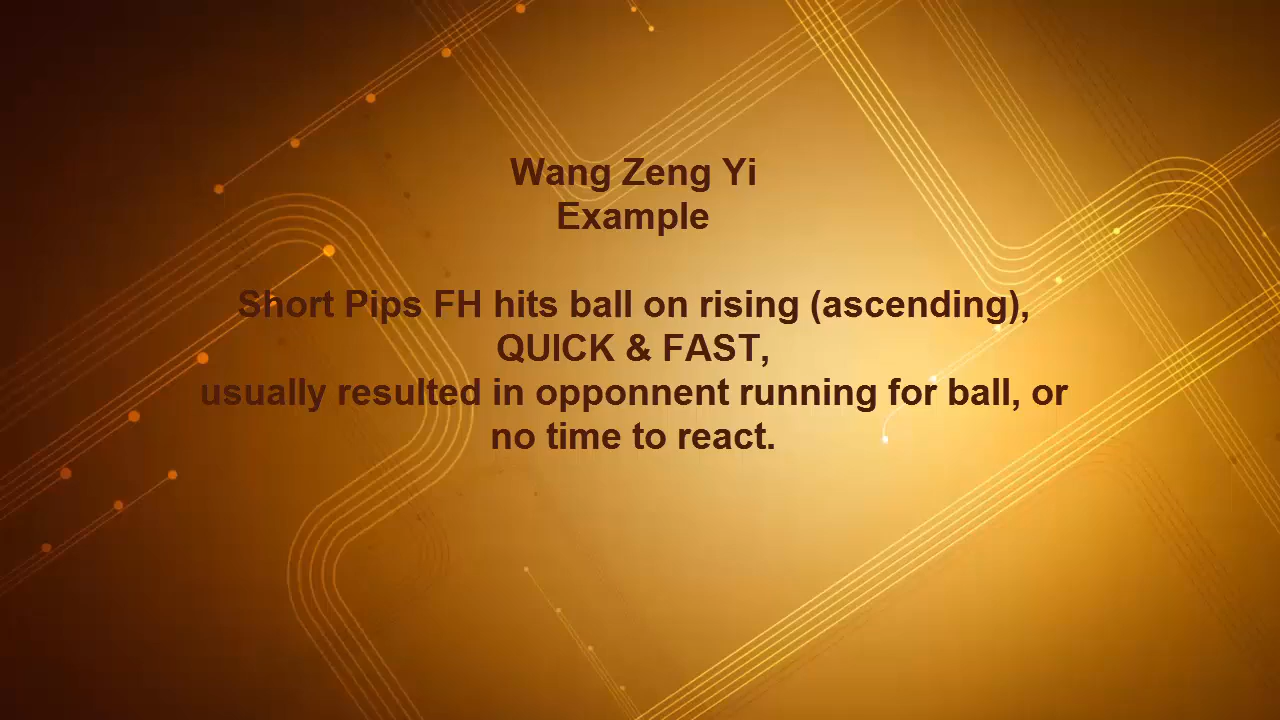 Wang Zeng Yi
Example
Short Pips FH hits ball on rising (ascending),
QUICK & FAST,
usually resulted in opponnent running for ball, or
no time to react.